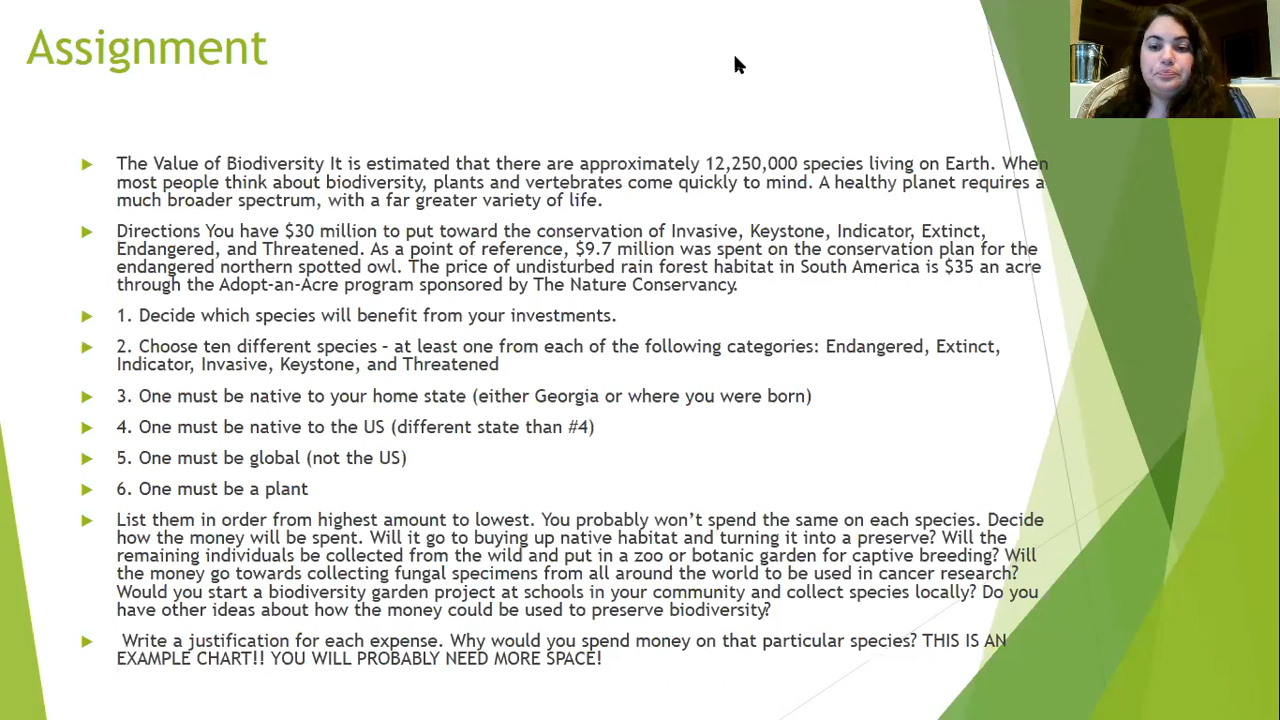 Assignment
The Value of Biodiversity It is estimated that there are approximately 12,250,000 species living on Earth. When
most people think about biodiversity, plants and vertebrates come quickly to mind. A healthy planet requires a
much broader spectrum, with a far greater variety of life.
Directions You have $30 million to put toward the conservation of Invasive, Keystone, Indicator, Extinct,
Endangered, and Threatened. As a point of reference, $9.7 million was spent on the conservation plan for the
endangered northern spotted owl. The price of undisturbed rain forest habitat in South America is $35 an acre
through the Adopt-an-Acre program sponsored by The Nature Conservancy.
1. Decide which species will benefit from your investments.
2. Choose ten different species – at least one from each of the following categories: Endangered, Extinct,
Indicator, Invasive, Keystone, and Threatened
3. One must be native to your home state (either Georgia or where you were born)
4. One must be native to the US (different state than #4)
5. One must be global (not the US)
6. One must be a plant
List them in order from highest amount to lowest. You probably won't spend the same on each species. Decide
how the money will be spent. Will it go to buying up native habitat and turning it into a preserve? Will the
remaining individuals be collected from the wild and put in a zoo or botanic garden for captive breeding? Will
the money go towards collecting fungal specimens from all around the world to be used in cancer research?
Would you start a biodiversity garden project at schools in your community and collect species locally? Do you
have other ideas about how the money could be used to preserve biodiversity?
Write a justification for each expense. Why would you spend money on that particular species? THIS IS AN
EXAMPLE CHART!! YOU WILL PROBABLY NEED MORE SPACE!